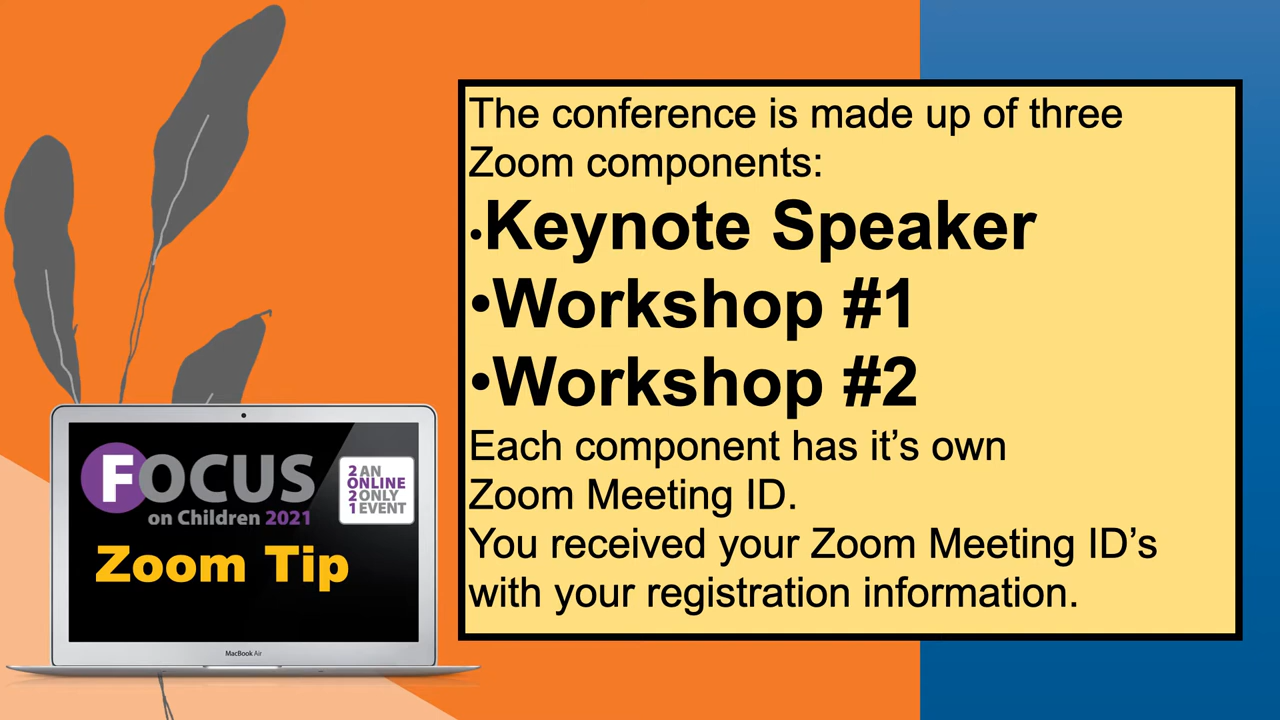 The conference is made up of three
Zoom components:
•Keynote Speaker
•Workshop #1
•Workshop #2
Each component has it’s own
Zoom Meeting ID.
You received your Zoom Meeting ID’s
with your registration information.
FOCUS
on Children 2021
2 AN
0NLINE
2 ONLY
1 EVENT
Zoom Tip
MacBook Air